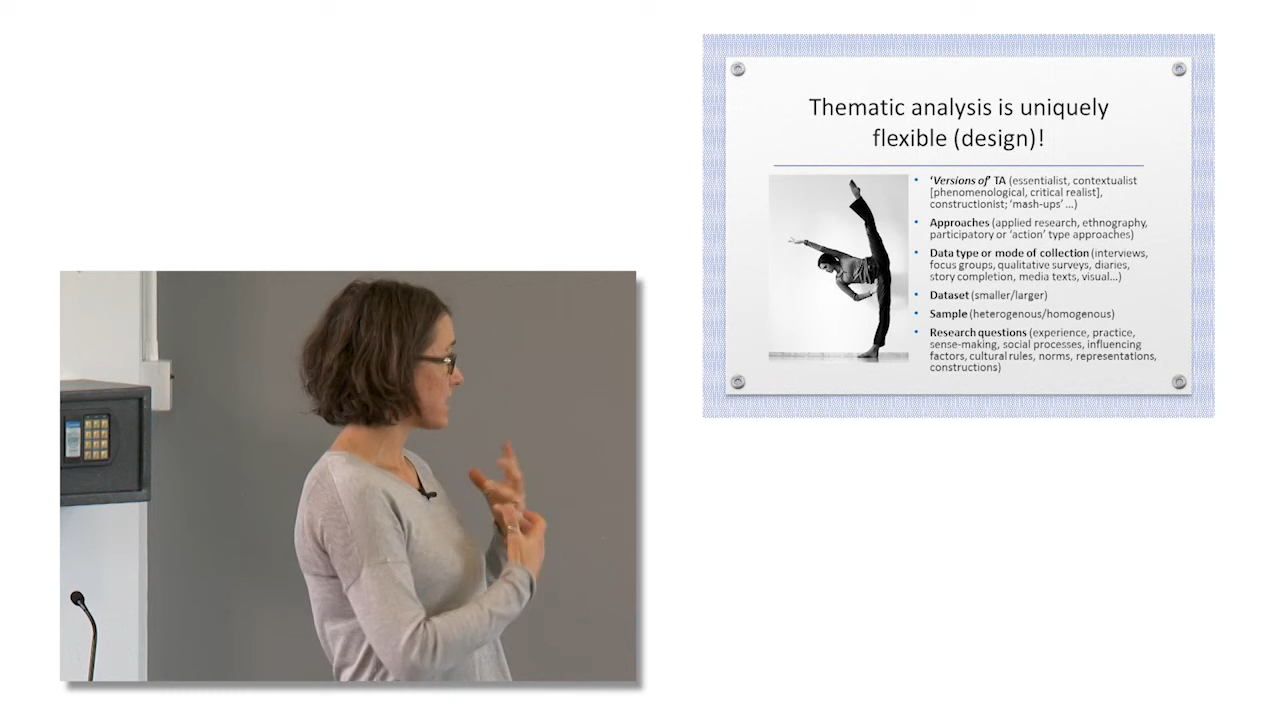 Thematic analysis is uniquely
flexible (design)!
• 'Versions of' TA (essentialist, contextualist
[phenomenological, critical realist],
constructionist; 'mash-ups' ...)
• Approaches (applied research, ethnography,
participatory or 'action' type approaches)
• Data type or mode of collection (interviews,
focus groups, qualitative surveys, diaries,
story completion, media texts, visual...)
• Dataset (smaller/larger)
• Sample (heterogenous/homogenous)
• Research questions (experience, practice,
sense-making, social processes, influencing
factors, cultural rules, norms, representations,
constructions)